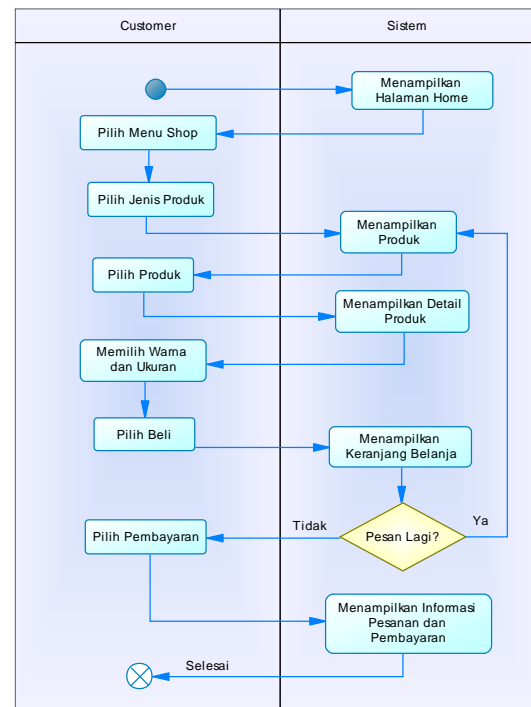 Customer
Sistem
Menampilkan
Halaman Home
Pilih Menu Shop
Pilih Jenis Produk
Menampilkan
Produk
Pilih Produk
Menampilkan Detail
Produk
Memilih Warna
dan Ukuran
Pilih Beli
Menampilkan
Keranjang Belanja
Pesan Lagi?
Ya
Tidak
Pilih Pembayaran
Menampilkan Informasi
Pesanan dan
Pembayaran
Selesai